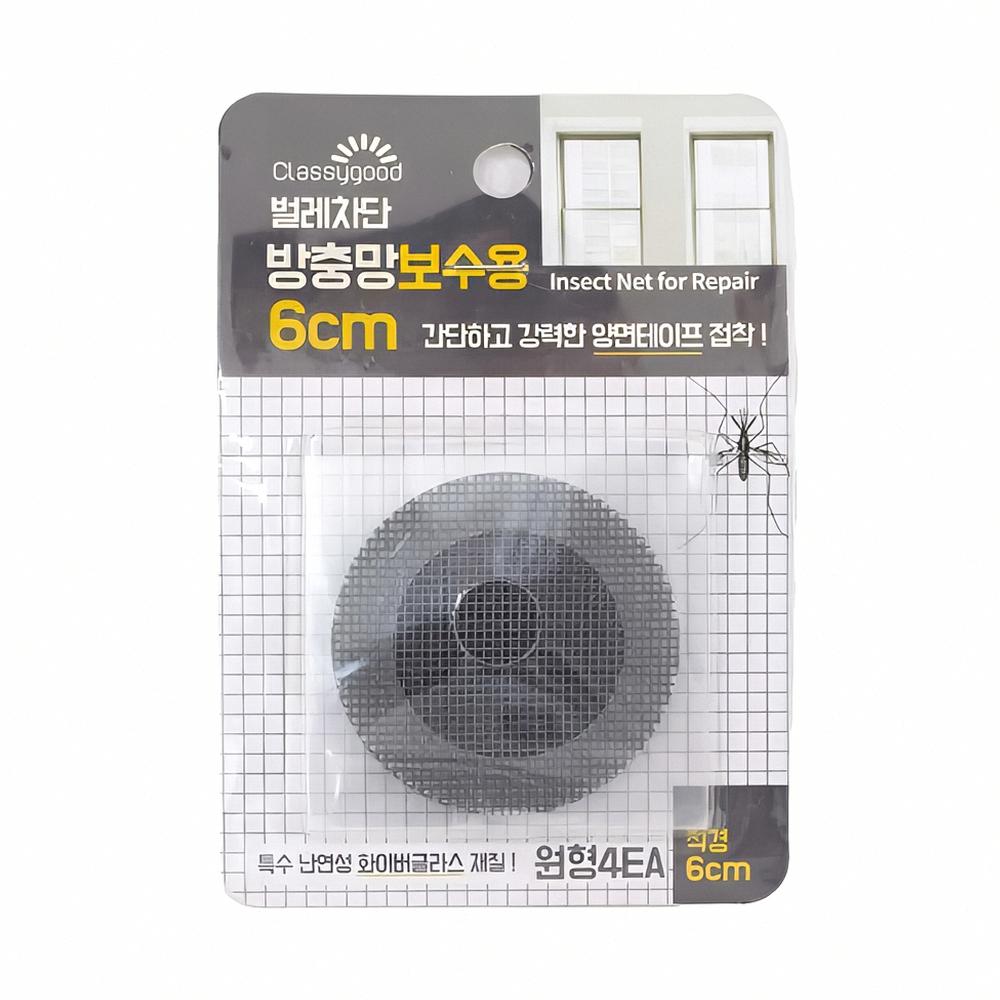 Classygood
벌레차단
방충망보수용
Insect Net for Repair
6cm
간단하고 강력한 양면테이프 접착 !
특수 난연성 화이버글라스 재질 !
원형4EA
직경
6cm